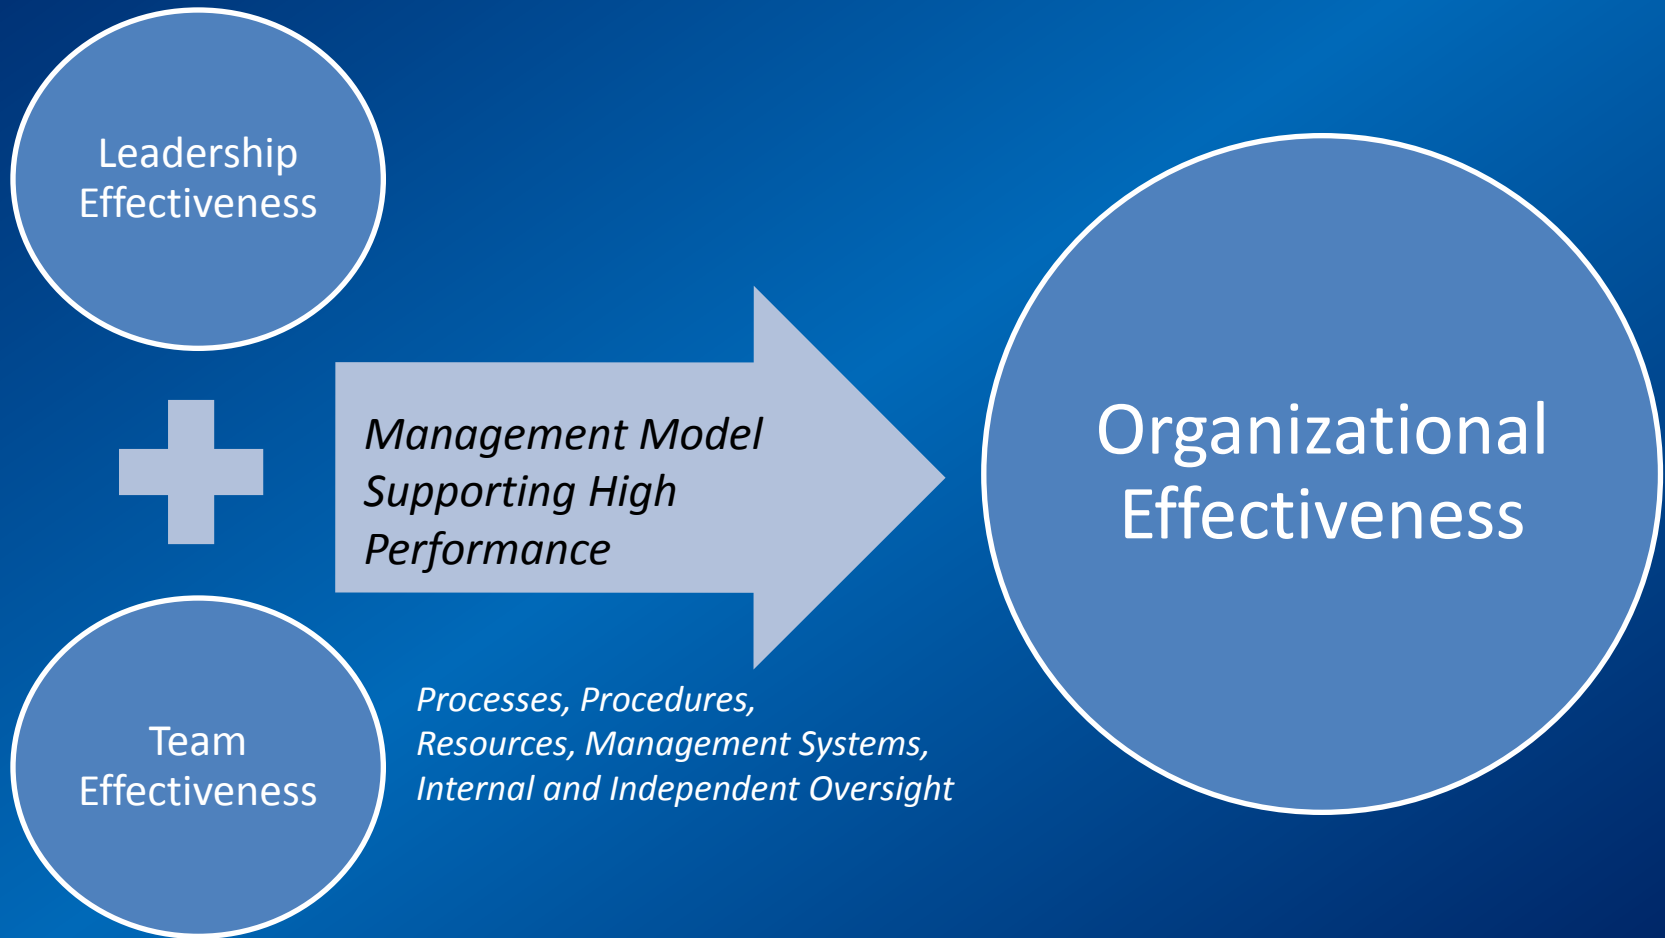 Leadership
Effectiveness
Management Model
Supporting High
Performance
Organizational
Effectiveness
Team
Effectiveness
Processes, Procedures,
Resources, Management Systems,
Internal and Independent Oversight